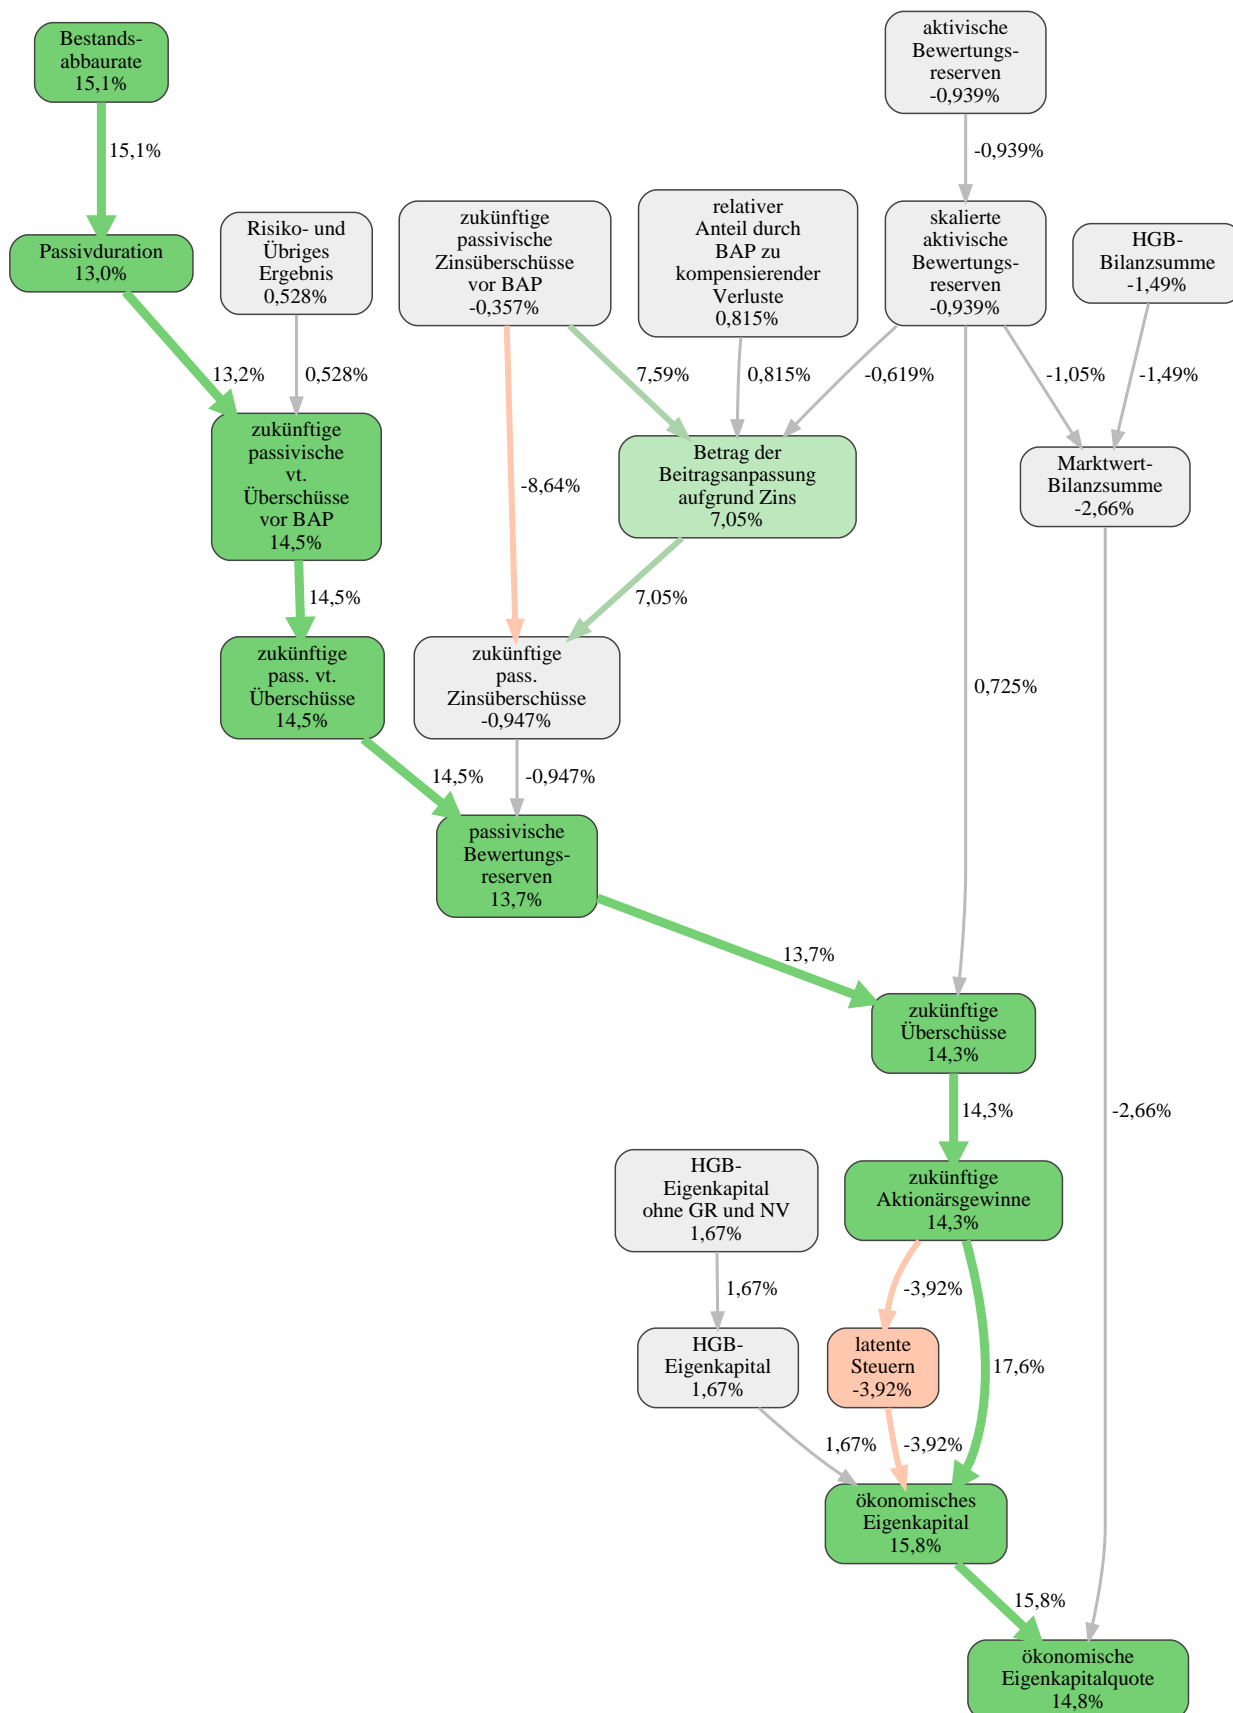 Bestands-
abbaurate
15,1%
aktivische
Bewertungs-
reserven
-0,939%
15,1%
-0,939%
Passivduration
13,0%
Risiko- und
Übriges
Ergebnis
0,528%
zukünftige
passivische
Zinsüberschüsse
vor BAP
-0,357%
relativer
Anteil durch
BAP zu
kompensierender
Verluste
0,815%
skalierte
aktivische
Bewertungs-
reserven
-0,939%
HGB-
Bilanzsumme
-1,49%
13,2%
0,528%
7,59%
0,815%
-0,619%
-1,05%
-1,49%
zukünftige
passivische
vt.
Überschüsse
vor BAP
14,5%
-8,64%
Betrag der
Beitragsanpassung
aufgrund Zins
7,05%
Marktwert-
Bilanzsumme
-2,66%
14,5%
7,05%
zukünftige
pass. vt.
Überschüsse
14,5%
zukünftige
pass.
Zinsüberschüsse
-0,947%
0,725%
14,5%
-0,947%
passivische
Bewertungs-
reserven
13,7%
13,7%
zukünftige
Überschüsse
14,3%
14,3%
-2,66%
HGB-
Eigenkapital
ohne GR und NV
1,67%
zukünftige
Aktionärsgewinne
14,3%
1,67%
-3,92%
HGB-
Eigenkapital
1,67%
latente
Steuern
-3,92%
17,6%
1,67%
-3,92%
ökonomisches
Eigenkapital
15,8%
15,8%
ökonomische
Eigenkapitalquote
14,8%